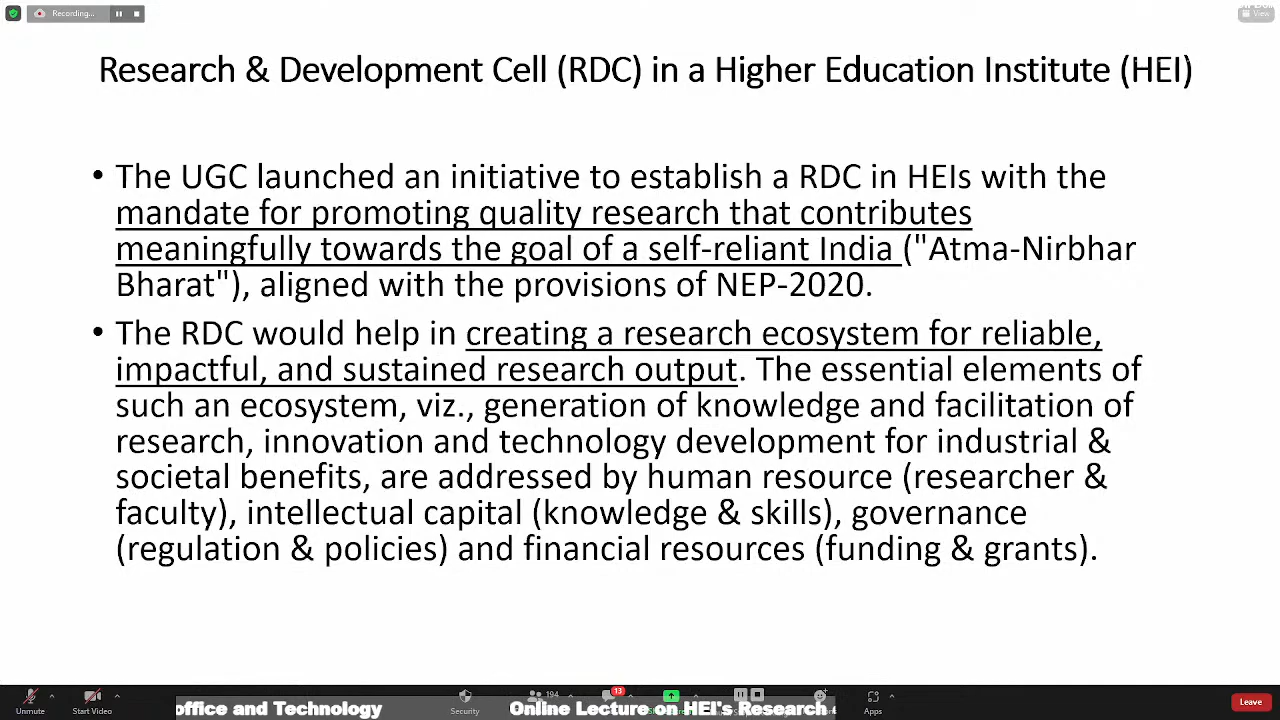 Recording...
View
Research & Development Cell (RDC) in a Higher Education Institute (HEI)
• The UGC launched an initiative to establish a RDC in HEIs with the
mandate for promoting quality research that contributes
meaningfully towards the goal of a self-reliant India ("Atma-Nirbhar
Bharat"), aligned with the provisions of NEP-2020.
• The RDC would help in creating a research ecosystem for reliable,
impactful, and sustained research output. The essential elements of
such an ecosystem, viz., generation of knowledge and facilitation of
research, innovation and technology development for industrial &
societal benefits, are addressed by human resource (researcher &
faculty), intellectual capital (knowledge & skills), governance
(regulation & policies) and financial resources (funding & grants).
194
13
Unmute
Start Video
Security
Apps
Leave
office and Technology
Online Lecture on HEI's Research